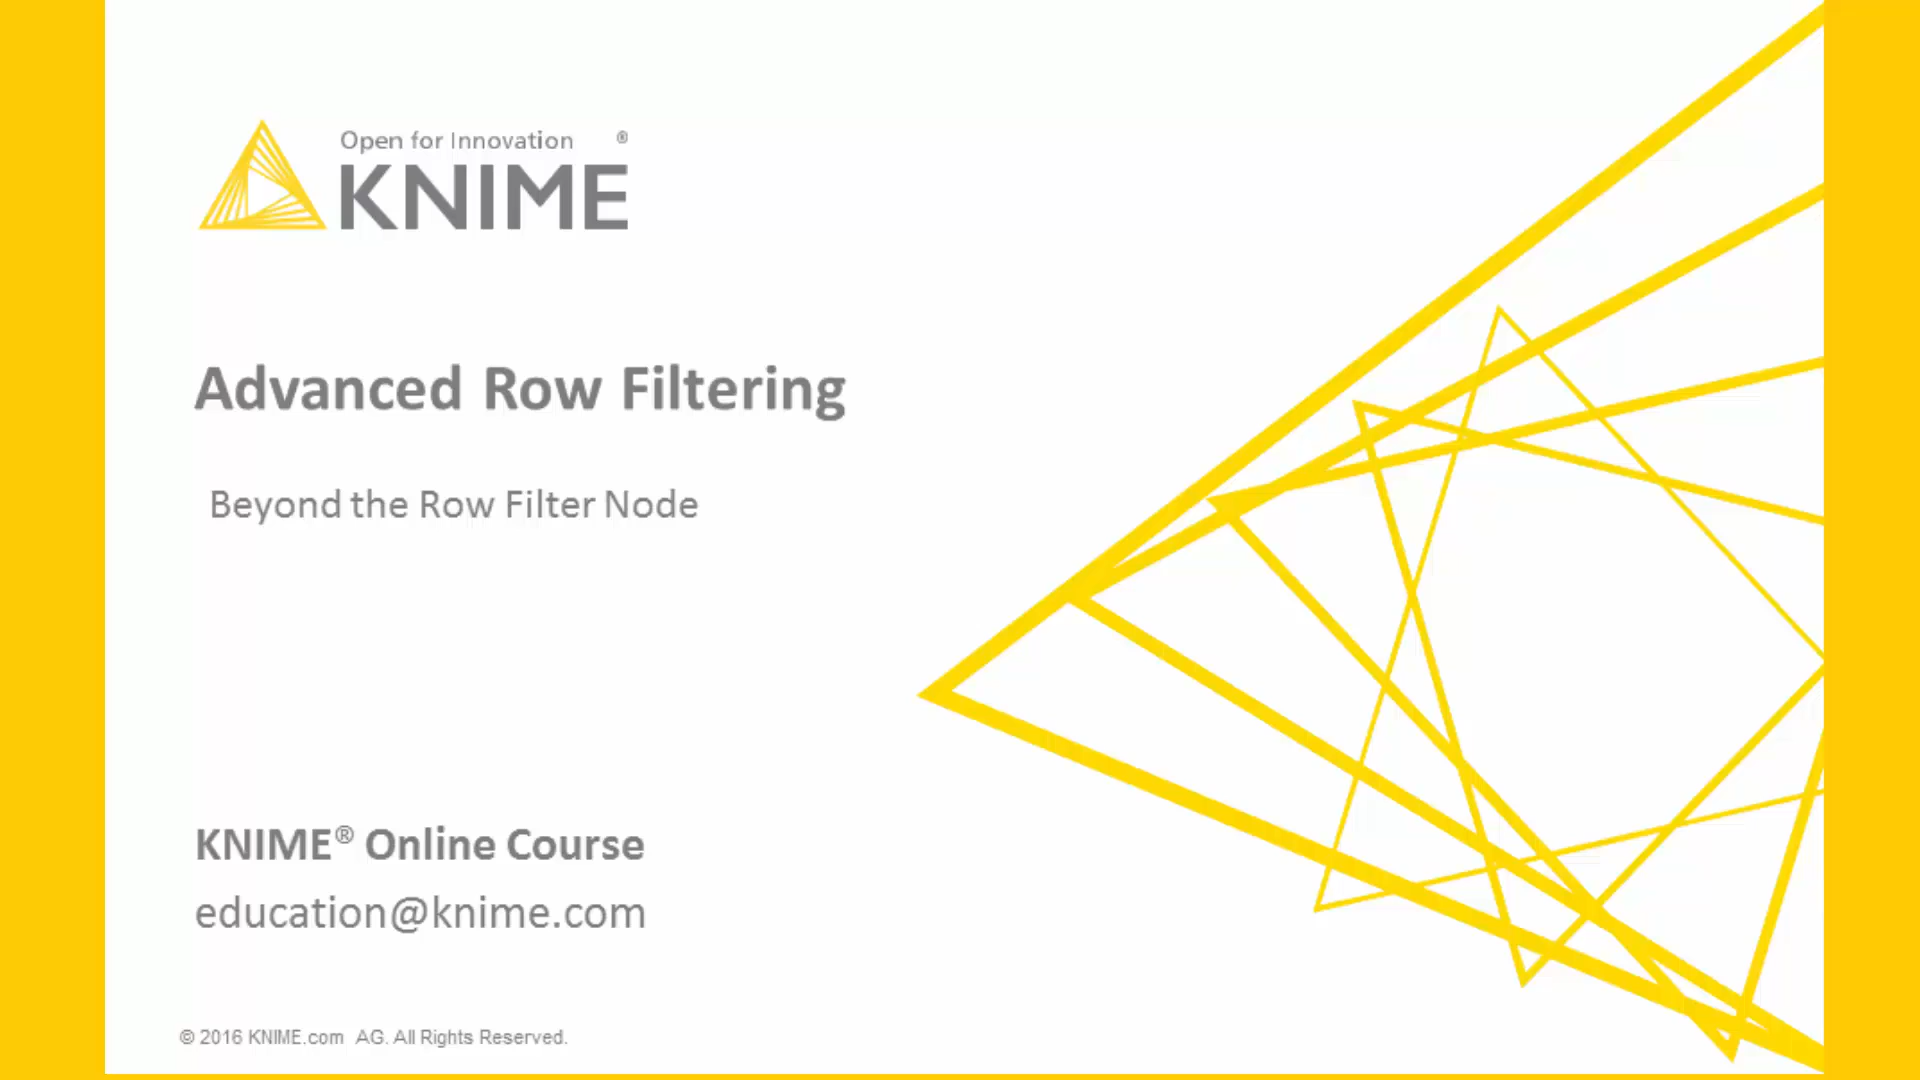 Open for Innovation ®
KNIME
Advanced Row Filtering
Beyond the Row Filter Node
KNIME® Online Course
education@knime.com
© 2016 KNIME.com AG. All Rights Reserved.